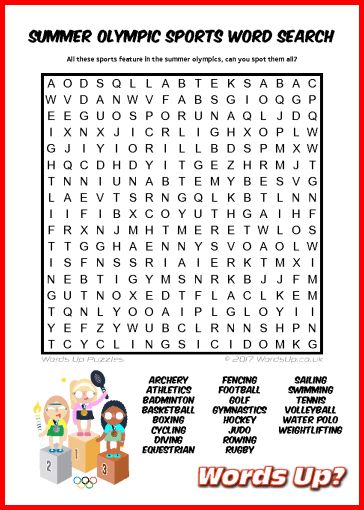 SUMMER OLYMPIC SPORTS WORD SEARCH
All these sports feature in the summer olympics, can you spot them all?
A O D S Q L L A B T E K S A B A C
W V D A N W V F A B S G I O Q G P
E E G U O S P O R U N A Q L J D Q
I X N X J I C R L I G H X O P L W
G J I Y I O R I L L B D S P M X W
H Q C D H D Y I T G E Z H R M J T
T N N I U N A B T E M Y B E S V G
L A E V T S R N G Q L K B T L N N
I I F I B X C O Y U T H G A I H F
F R X N J M H T M E R E T W L O S
T T G G H A E N N Y S V O A O L W
I S F N S S R I A I E R K T M X I
N E B T I G Y M S N R K B J J F M
G U T N O X E D T F L A C L K E M
T Q N L Y O O A I P L G L O Y I I
Y E F Z Y W U B C L R N N S H P N
T C Y C L I N G S I C I D O M K G
Words Up Puzzles © 2017 WordsUp.co.uk
ARCHERY FENCING SAILING
ATHLETICS FOOTBALL SWIMMING
BADMINTON GOLF TENNIS
BASKETBALL GYMNASTICS VOLLEYBALL
BOXING HOCKEY WATER POLO
CYCLING JUDO WEIGHTLIFTING
DIVING ROWING
EQUESTRIAN RUGBY
2 1 3
Words Up?